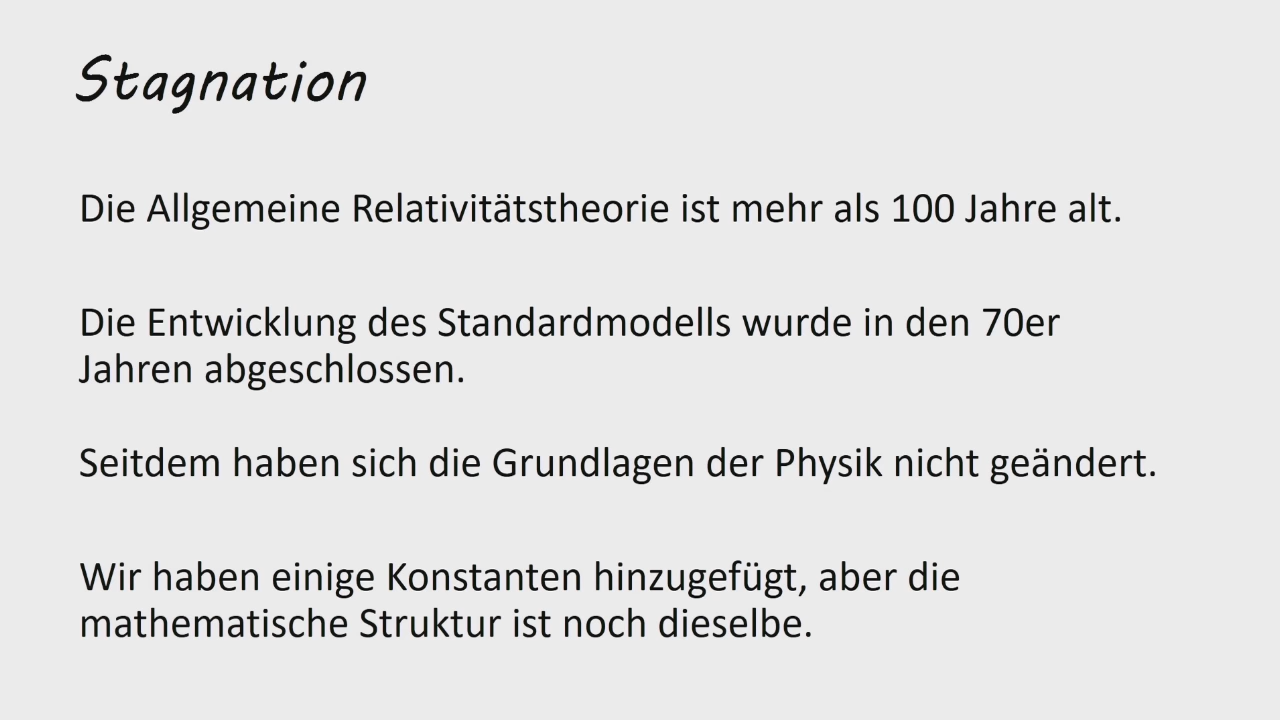 Stagnation
Die Allgemeine Relativitätstheorie ist mehr als 100 Jahre alt.
Die Entwicklung des Standardmodells wurde in den 70er
Jahren abgeschlossen.
Seitdem haben sich die Grundlagen der Physik nicht geändert.
Wir haben einige Konstanten hinzugefügt, aber die
mathematische Struktur ist noch dieselbe.